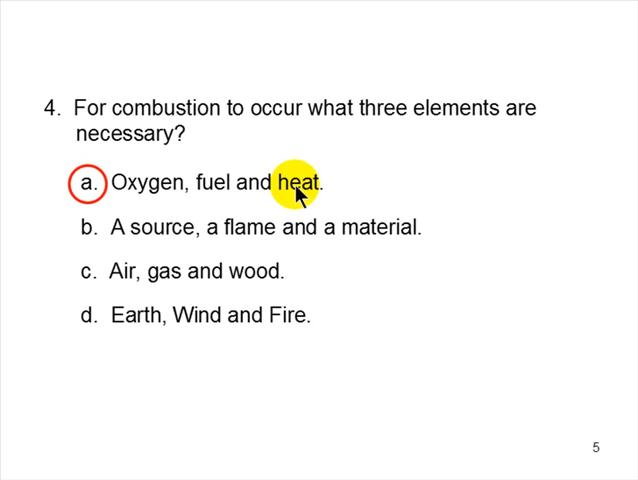 4. For combustion to occur what three elements are
necessary?
a. Oxygen, fuel and heat.
b. A source, a flame and a material.
c. Air, gas and wood.
d. Earth, Wind and Fire.
5